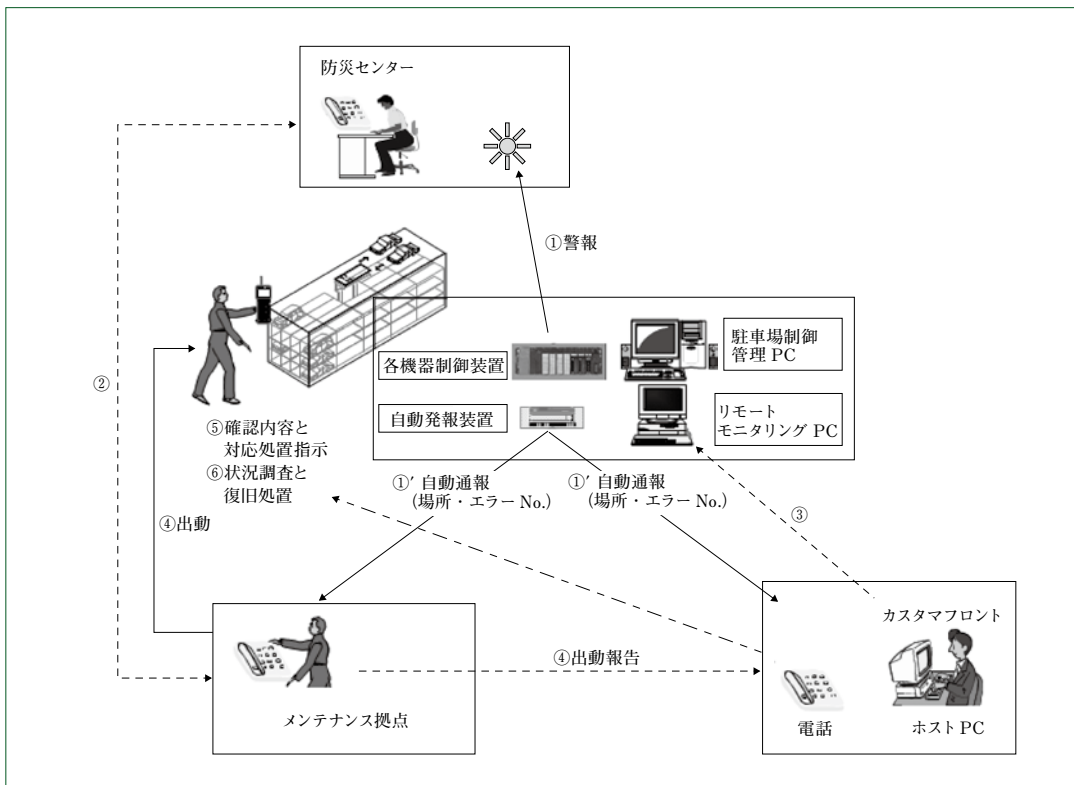 防災センター
①警報
各機器制御装置
駐車場制御
管理 PC
自動発報装置
リモート
モニタリング PC
②
⑤確認内容と
対応処置指示
⑥状況調査と
復旧処置
①′ 自動通報
(場所・エラー No.)
①′ 自動通報
(場所・エラー No.)
③
④出動
カスタマフロント
④出動報告
メンテナンス拠点
電話
ホスト PC